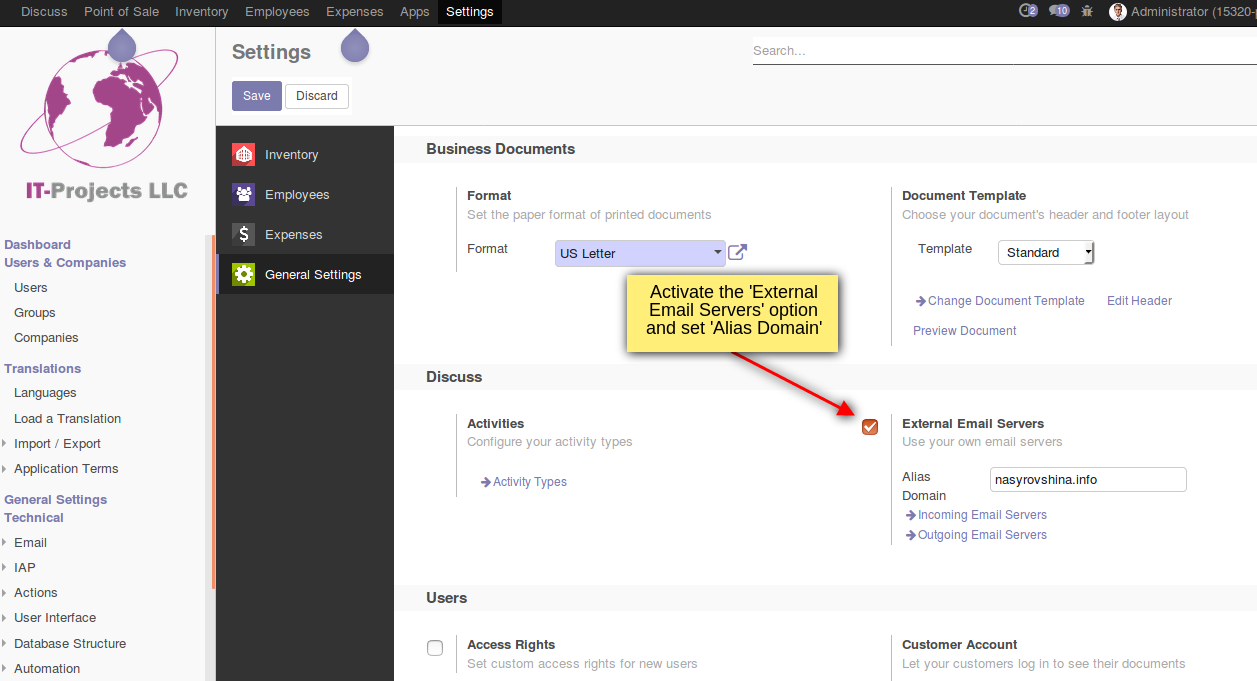 Discuss Point of Sale Inventory Employees Expenses Apps Settings 2 10 Administrator (15320-
IT-Projects LLC
Dashboard
Users & Companies
Users
Groups
Companies
Translations
Languages
Load a Translation
Import / Export
Application Terms
General Settings
Technical
Email
IAP
Actions
User Interface
Database Structure
Automation
Settings
Search...
Save Discard
Inventory
Employees
Expenses
General Settings
Business Documents
Format
Set the paper format of printed documents
Format US Letter
Document Template
Choose your document's header and footer layout
Template Standard
Change Document Template Edit Header
Preview Document
Activate the 'External
Email Servers' option
and set 'Alias Domain'
Discuss
Activities
Configure your activity types
Activity Types
External Email Servers
Use your own email servers
Alias
Domain
nasyrovshina.info
Incoming Email Servers
Outgoing Email Servers
Users
Access Rights
Set custom access rights for new users
Customer Account
Let your customers log in to see their documents